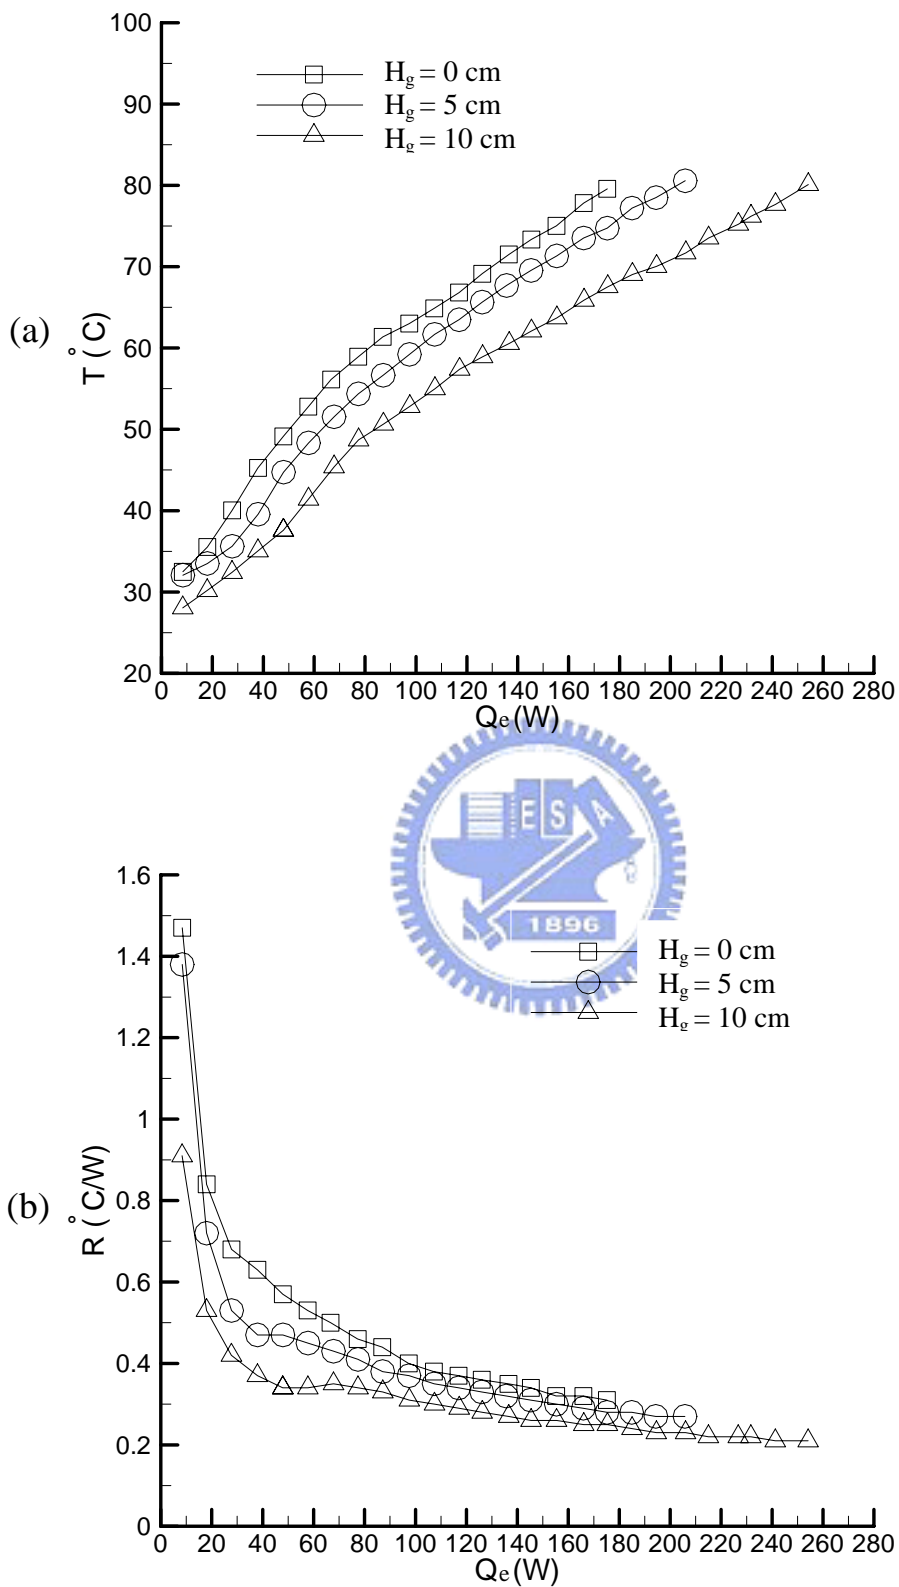 100
90
80
70
60
50
40
30
20
H_g = 0 cm
H_g = 5 cm
H_g = 10 cm
(a)
T (°C)
0 20 40 60 80 100 120 140 160 180 200 220 240 260 280
Qe (W)
E S A
1896
1.6
1.4
1.2
1
0.8
0.6
0.4
0.2
0
H_g = 0 cm
H_g = 5 cm
H_g = 10 cm
(b)
R (°C/W)
0 20 40 60 80 100 120 140 160 180 200 220 240 260 280
Qe (W)